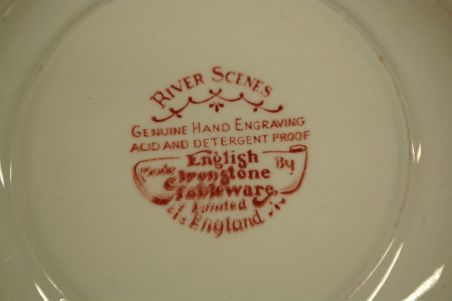 RIVER SCENES
GENUINE HAND ENGRAVING
ACID AND DETERGENT PROOF
Made English By
Ironstone
Tableware
Limited
England